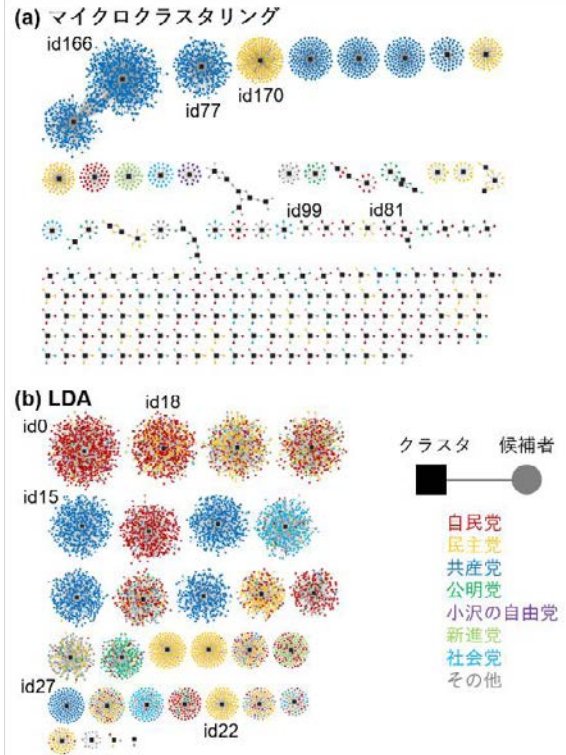 (a) マイクロクラスタリング
id166
id77
id170
id99
id81
(b) LDA
id18
id0
id15
id27
id22
クラスタ
候補者
自民党
民主党
共産党
公明党
小沢の自由党
新進党
社会党
その他